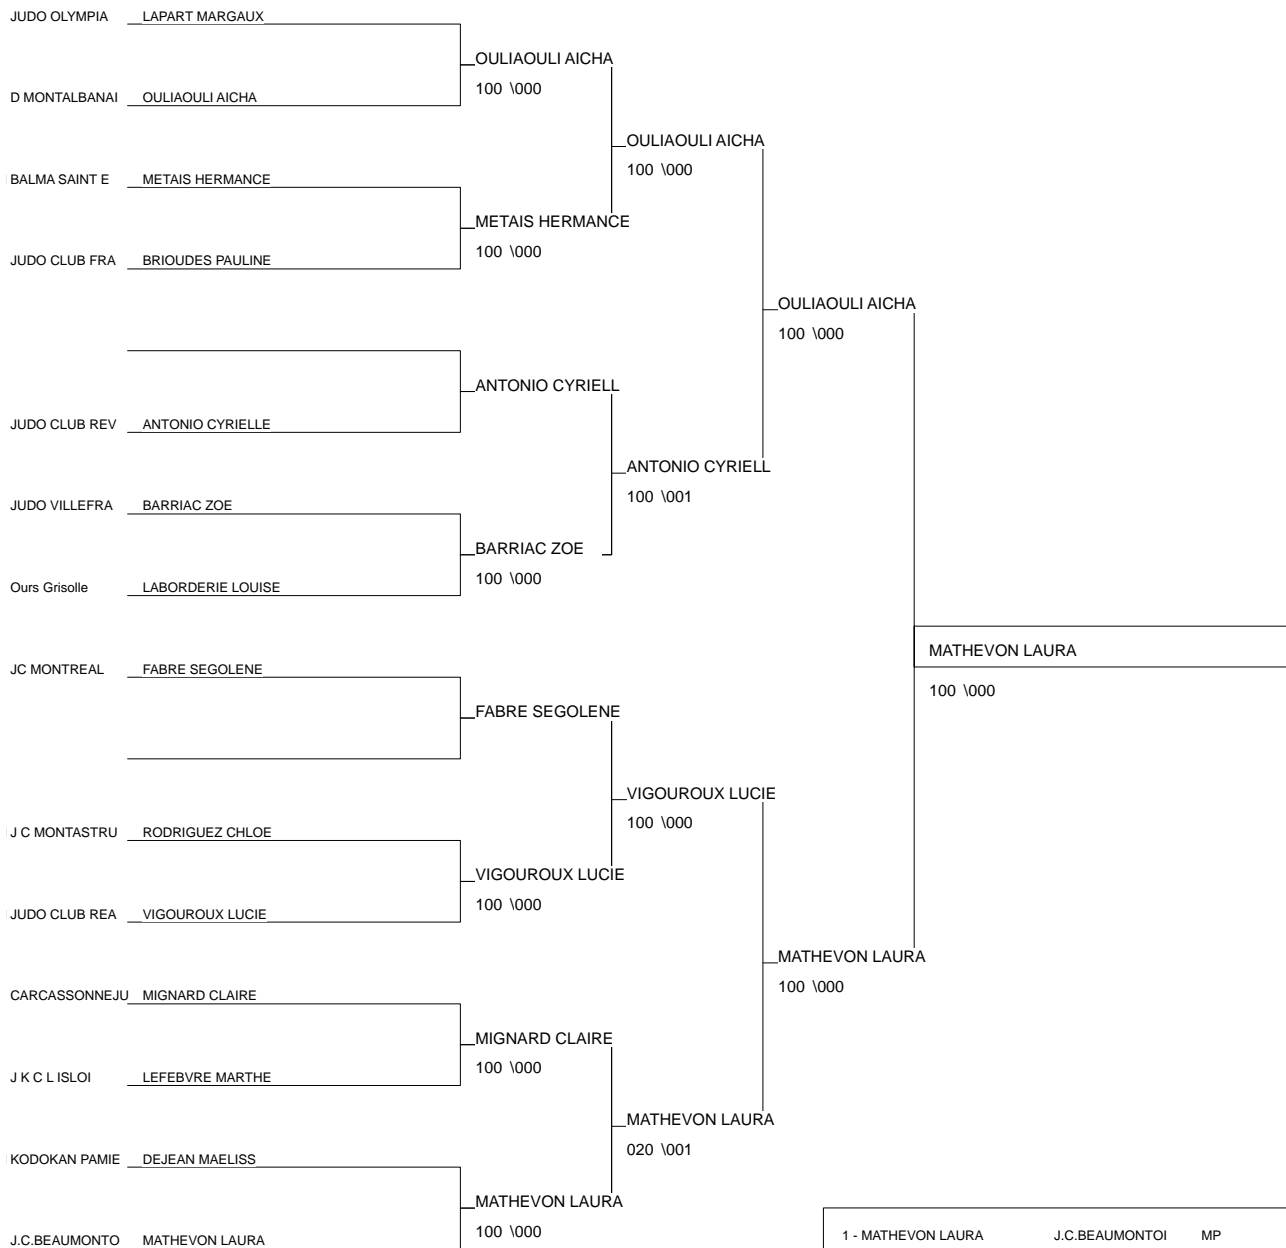 JUDO OLYMPIA LAPART MARGAUX
OULIAOULI AICHA
100 \000
D MONTALBANAI OULIAOULI AICHA
OULIAOULI AICHA
100 \000
BALMA SAINT E METAIS HERMANCE
METAIS HERMANCE
100 \000
JUDO CLUB FRA BRIOUDES PAULINE
OULIAOULI AICHA
100 \000
ANTONIO CYRIELL
JUDO CLUB REV ANTONIO CYRIELLE
ANTONIO CYRIELL
100 \001
JUDO VILLEFRA BARRIAC ZOE
BARRIAC ZOE
100 \000
Ours Grisolle LABORDERIE LOUISE
MATHEVON LAURA
100 \000
JC MONTREAL FABRE SEGOLENE
FABRE SEGOLENE
VIGOUROUX LUCIE
100 \000
J C MONTASTRU RODRIGUEZ CHLOE
VIGOUROUX LUCIE
100 \000
JUDO CLUB REA VIGOUROUX LUCIE
MATHEVON LAURA
100 \000
CARCASSONNEJU MIGNARD CLAIRE
MIGNARD CLAIRE
100 \000
J K C L ISLOI LEFEBVRE MARTHE
MATHEVON LAURA
020 \001
KODOKAN PAMIE DEJEAN MAELISS
MATHEVON LAURA
100 \000
J.C.BEAUMONTO MATHEVON LAURA
1 - MATHEVON LAURA J.C.BEAUMONTOI MP